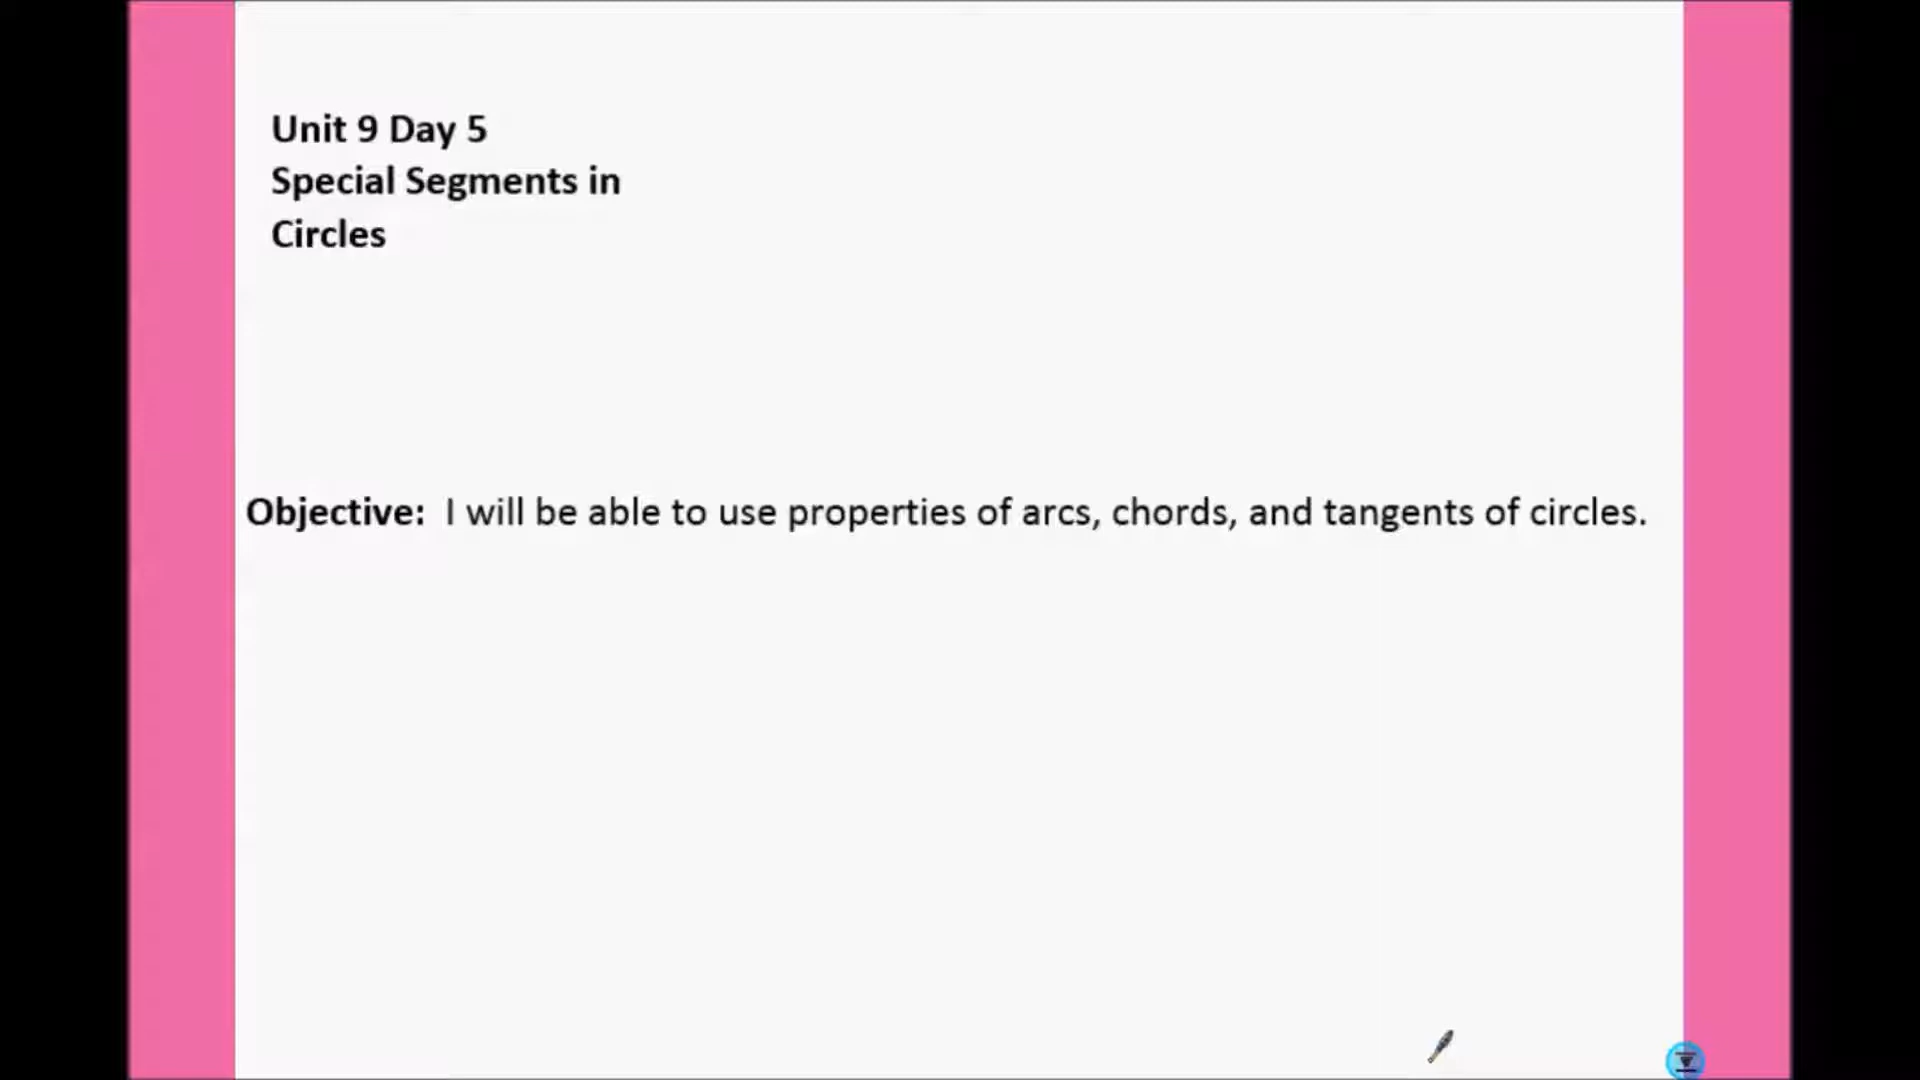 Unit 9 Day 5
Special Segments in
Circles
Objective: I will be able to use properties of arcs, chords, and tangents of circles.